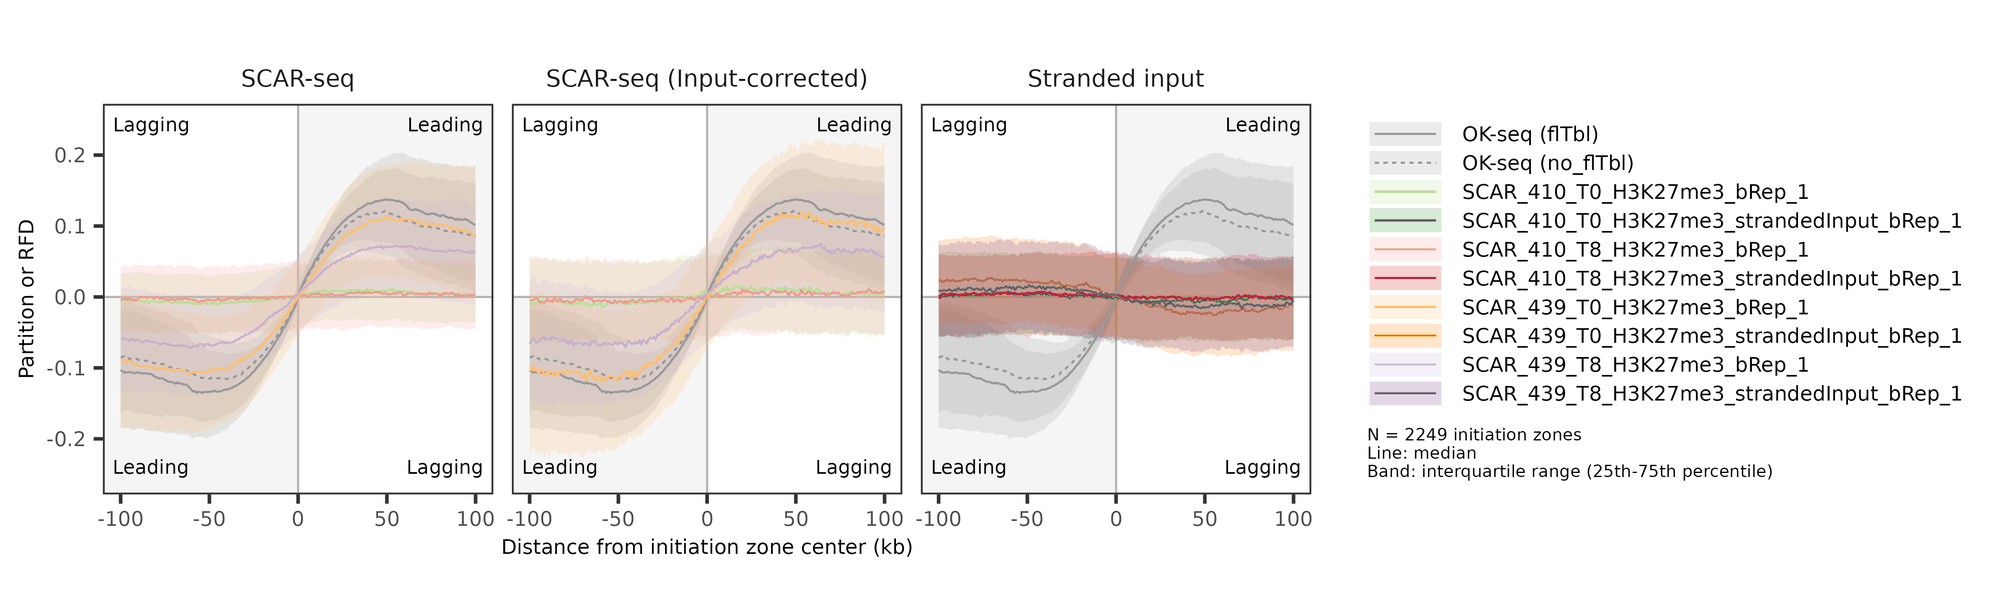 SCAR-seq
SCAR-seq (Input-corrected)
Stranded input
Lagging
Leading
Lagging
Leading
Lagging
Leading
Leading
Lagging
Leading
Lagging
Leading
Lagging
Partition or RFD
0.2
0.1
0.0
-0.1
-0.2
-100 -50 0 50 100
-100 -50 0 50 100
-100 -50 0 50 100
Distance from initiation zone center (kb)
OK-seq (flTbl)
OK-seq (no_flTbl)
SCAR_410_T0_H3K27me3_bRep_1
SCAR_410_T0_H3K27me3_strandedInput_bRep_1
SCAR_410_T8_H3K27me3_bRep_1
SCAR_410_T8_H3K27me3_strandedInput_bRep_1
SCAR_439_T0_H3K27me3_bRep_1
SCAR_439_T0_H3K27me3_strandedInput_bRep_1
SCAR_439_T8_H3K27me3_bRep_1
SCAR_439_T8_H3K27me3_strandedInput_bRep_1
N = 2249 initiation zones
Line: median
Band: interquartile range (25th-75th percentile)